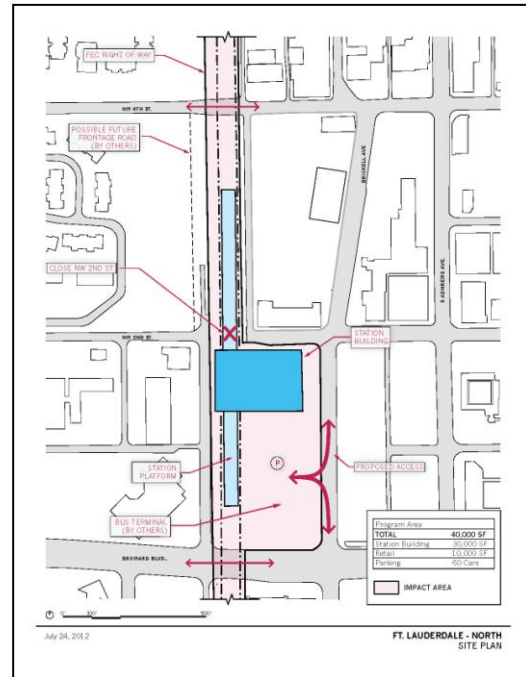 FEC RIGHT OF WAY
NW 4TH ST.
POSSIBLE FUTURE
FRONTAGE ROAD
(BY OTHERS)
BRICKELL AVE
N ANDREWS AVE.
CLOSE NW 2ND ST
NW 2ND ST.
STATION
BUILDING
STATION
PLATFORM
P
PROPOSED ACCESS
BUS TERMINAL
(BY OTHERS)
BROWARD BLVD.
Program Area
TOTAL 40,000 SF
Station Building 30,000 SF
Retail 10,000 SF
Parking 60 Cars
IMPACT AREA
0' 100' 500'
July 24, 2012
FT. LAUDERDALE - NORTH
SITE PLAN